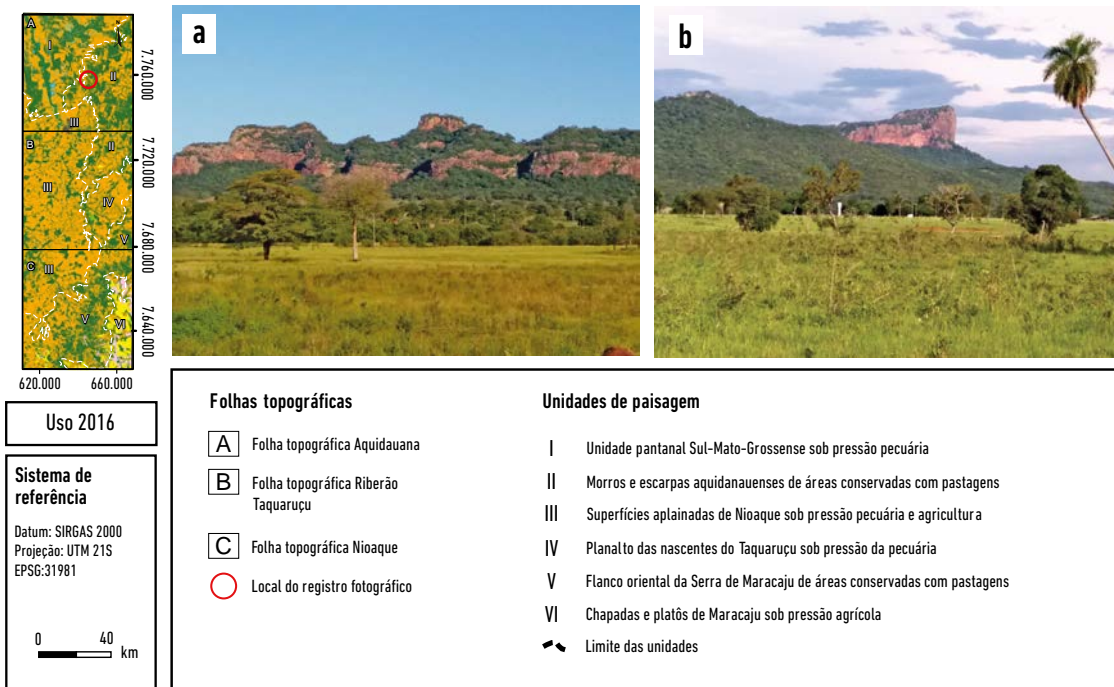 A
I
II
III
B
II
III
IV
V
C
III
V
VI
7.760.000
7.720.000
7.680.000
7.640.000
620.000 660.000
a
b
Uso 2016
Sistema de
referência
Datum: SIRGAS 2000
Projeção: UTM 21S
EPSG:31981
0 40
km
Folhas topográficas
A Folha topográfica Aquidauana
B Folha topográfica Riberão
Taquaruçu
C Folha topográfica Nioaque
Local do registro fotográfico
Unidades de paisagem
I Unidade pantanal Sul-Mato-Grossense sob pressão pecuária
II Morros e escarpas aquidanauenses de áreas conservadas com pastagens
III Superfícies aplainadas de Nioaque sob pressão pecuária e agricultura
IV Planalto das nascentes do Taquaruçu sob pressão da pecuária
V Flanco oriental da Serra de Maracaju de áreas conservadas com pastagens
VI Chapadas e platôs de Maracaju sob pressão agrícola
Limite das unidades